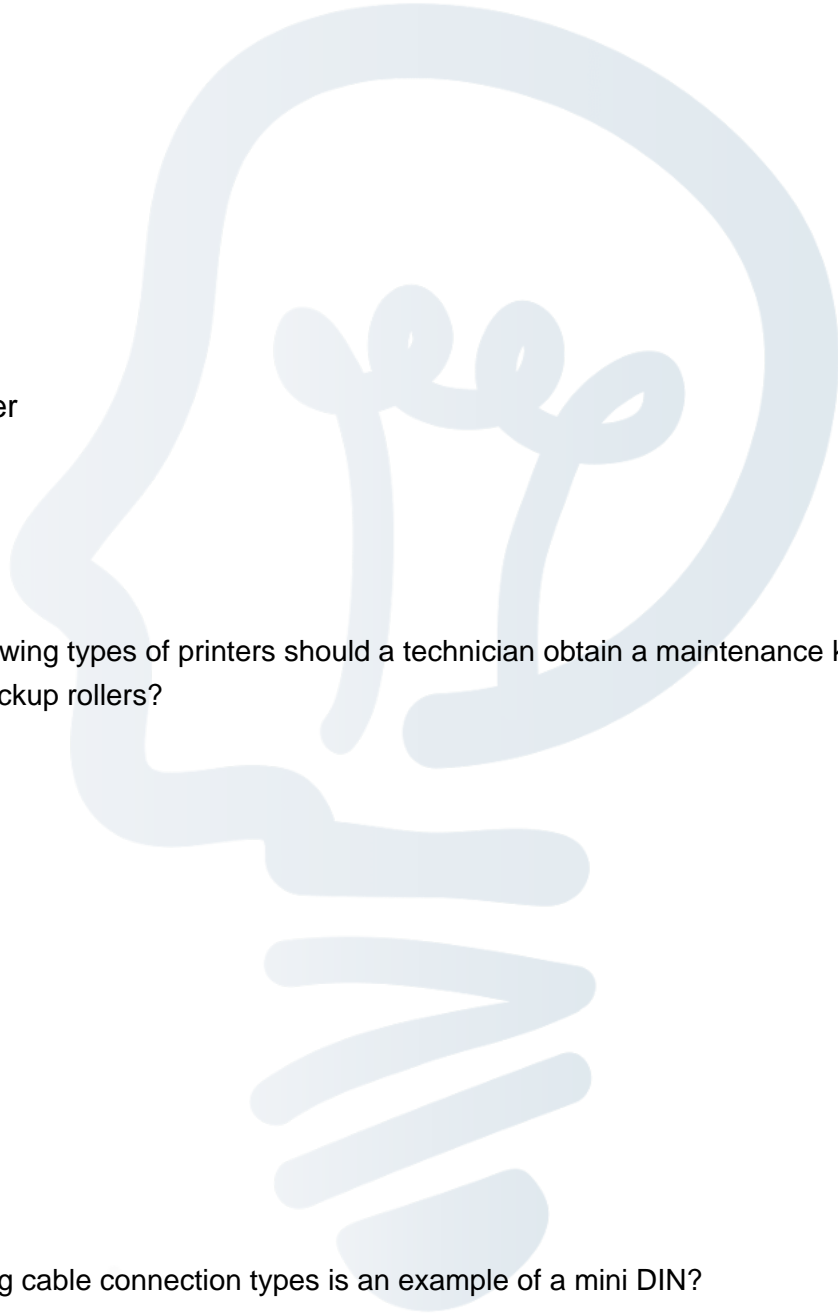 er
wing types of printers should a technician obtain a maintenance
ckup rollers?
g cable connection types is an example of a mini DIN?